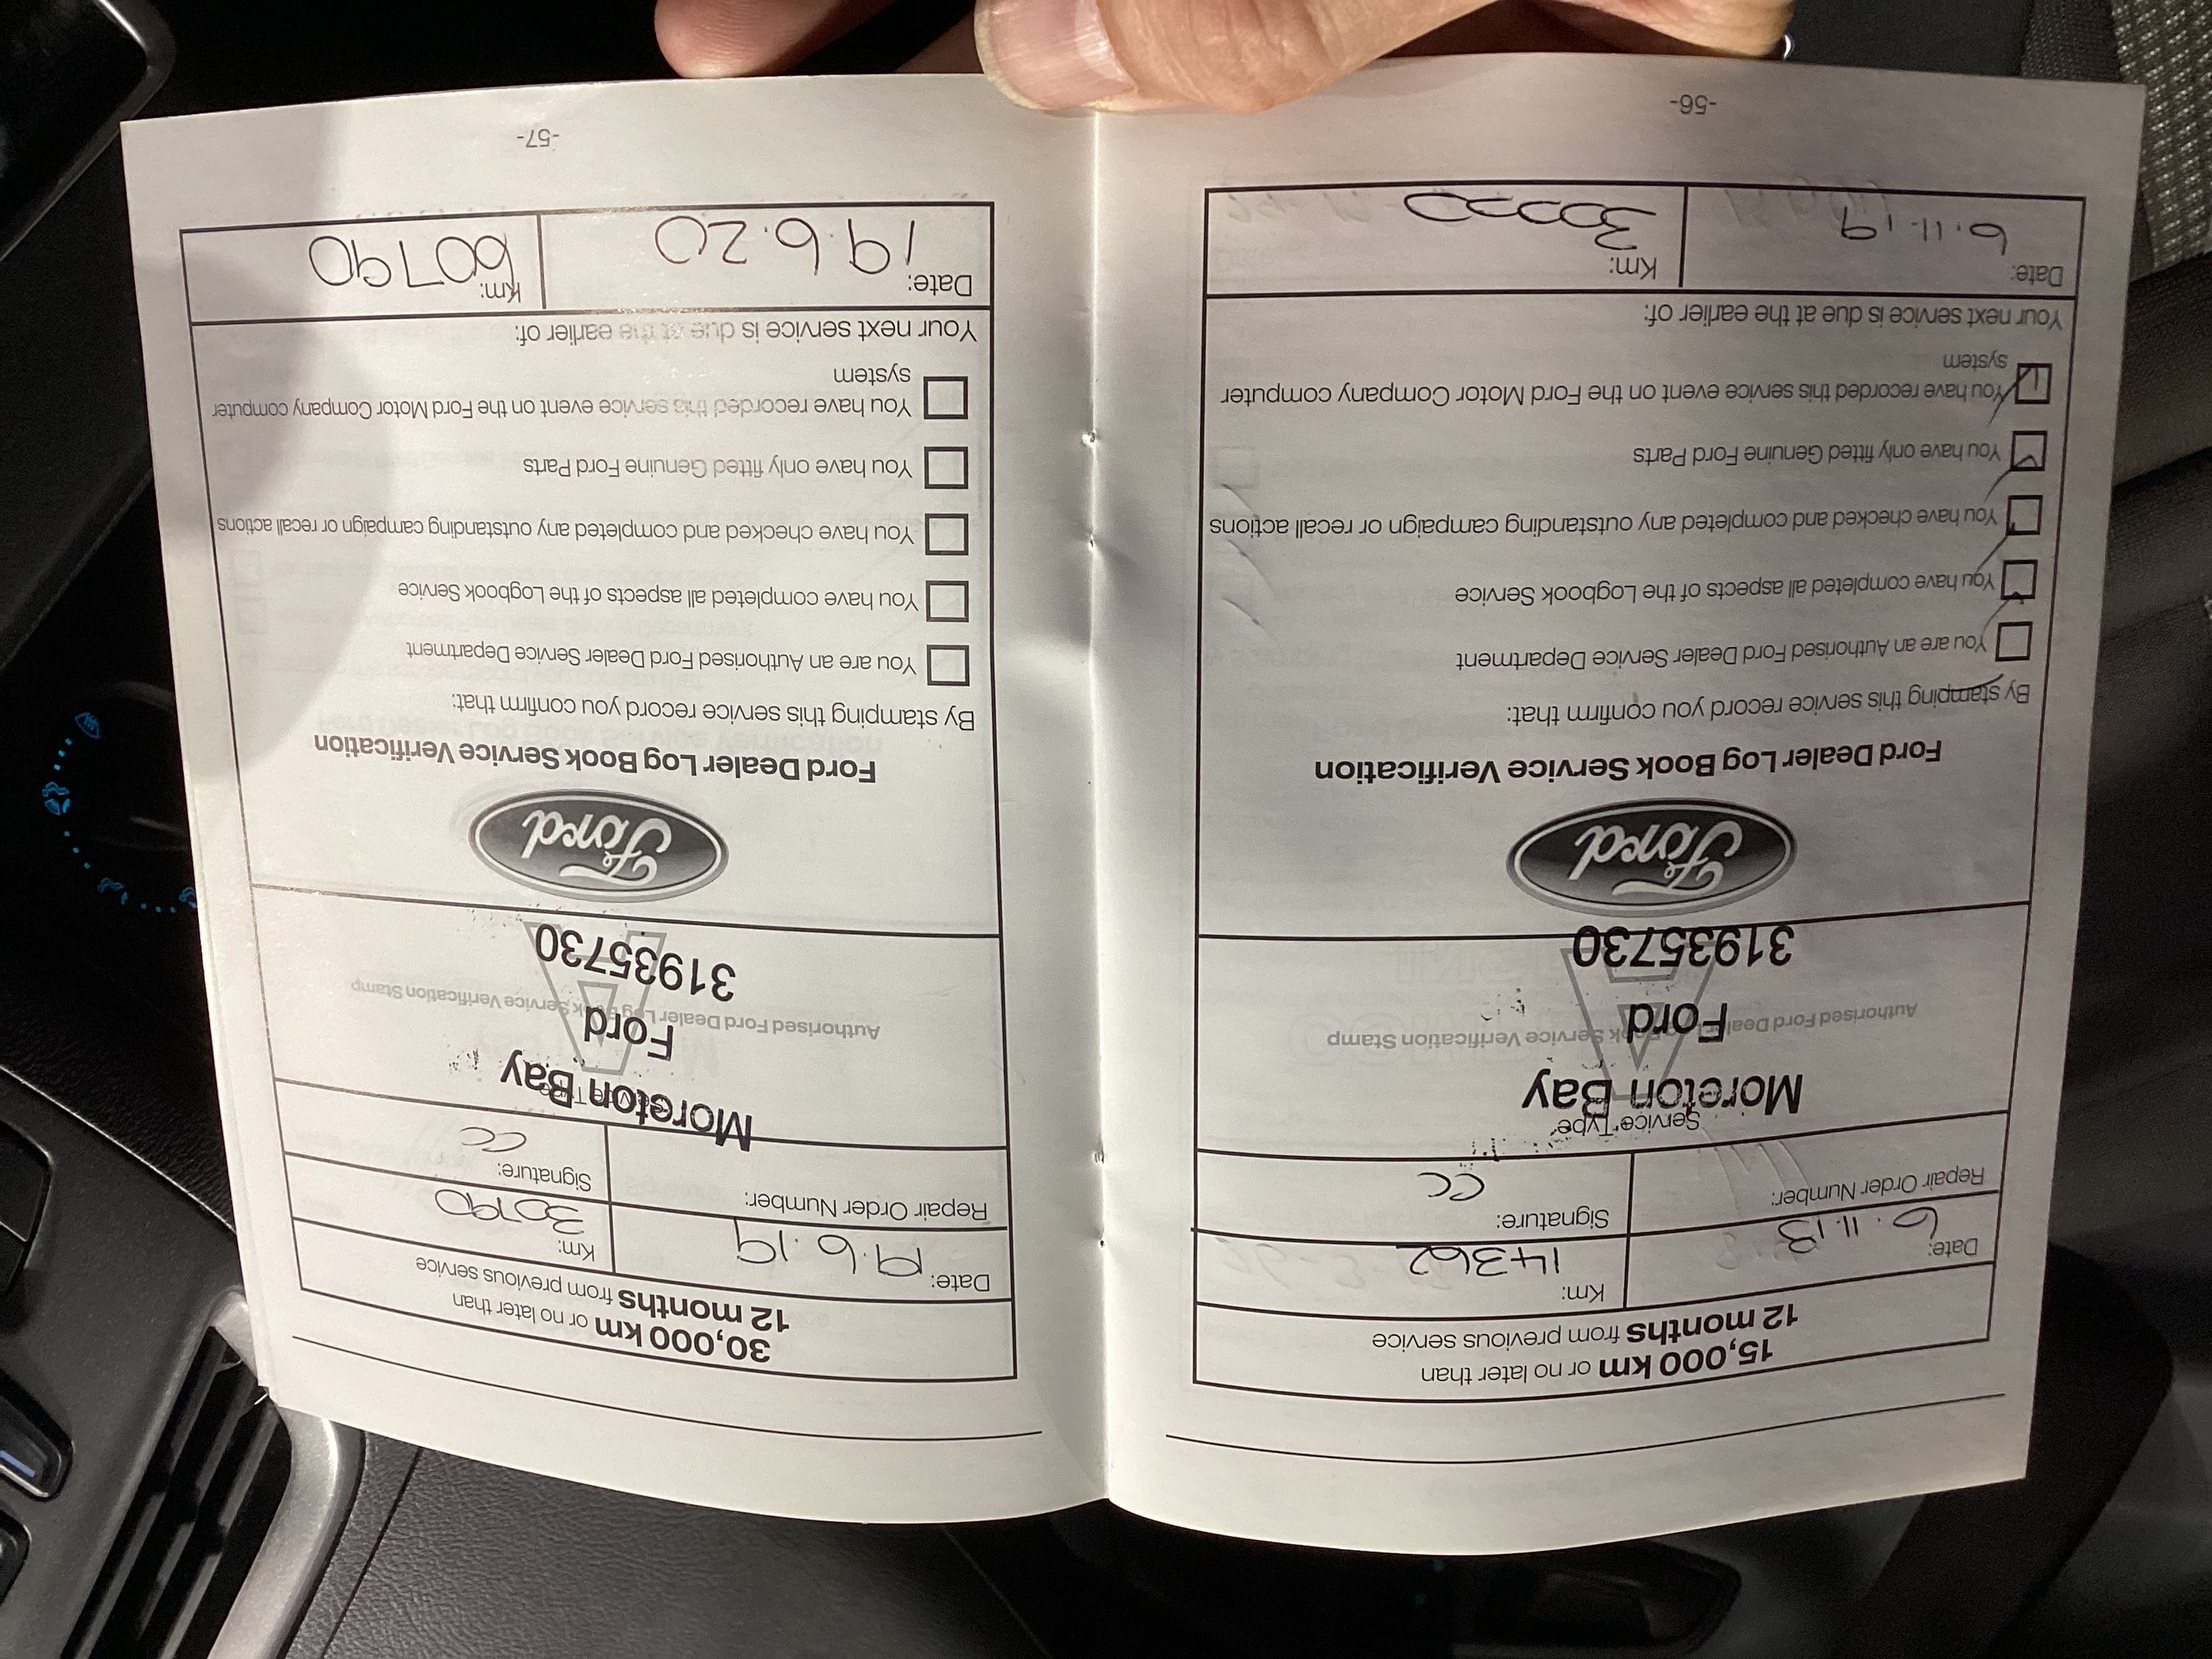 15,000 km or no later than
12 months from previous service
Date: 6.11.18 Km: 14362
Repair Order Number: Signature: CC
Service Type:
Moreton Bay
Ford
Authorised Ford Dealer Log Book Service Verification Stamp
31935730
Ford
Ford Dealer Log Book Service Verification
By stamping this service record you confirm that:
You are an Authorised Ford Dealer Service Department
You have completed all aspects of the Logbook Service
You have checked and completed any outstanding campaign or recall actions
You have only fitted Genuine Ford Parts
You have recorded this service event on the Ford Motor Company computer
system
Your next service is due at the earlier of:
Date: 6.11.19 Km: 30000
-56-
30,000 km or no later than
12 months from previous service
Date: 19.6.19 Km: 30790
Repair Order Number: Signature: CC
Moreton Bay
Ford
Authorised Ford Dealer Log Book Service Verification Stamp
31935730
Ford
Ford Dealer Log Book Service Verification
By stamping this service record you confirm that:
You are an Authorised Ford Dealer Service Department
You have completed all aspects of the Logbook Service
You have checked and completed any outstanding campaign or recall actions
You have only fitted Genuine Ford Parts
You have recorded this service event on the Ford Motor Company computer
system
Your next service is due at the earlier of:
Date: 19.6.20 Km: 60790
-57-